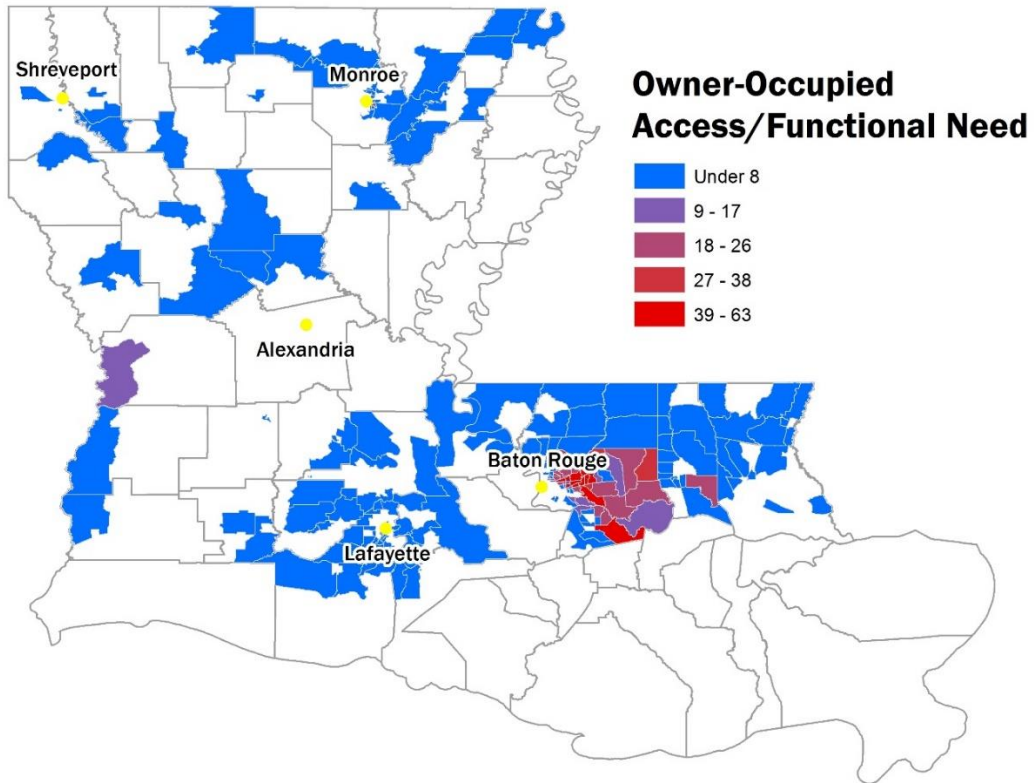 Shreveport
Monroe
Owner-Occupied
Access/Functional Need
Under 8
9 - 17
18 - 26
27 - 38
39 - 63
Alexandria
Baton Rouge
Lafayette